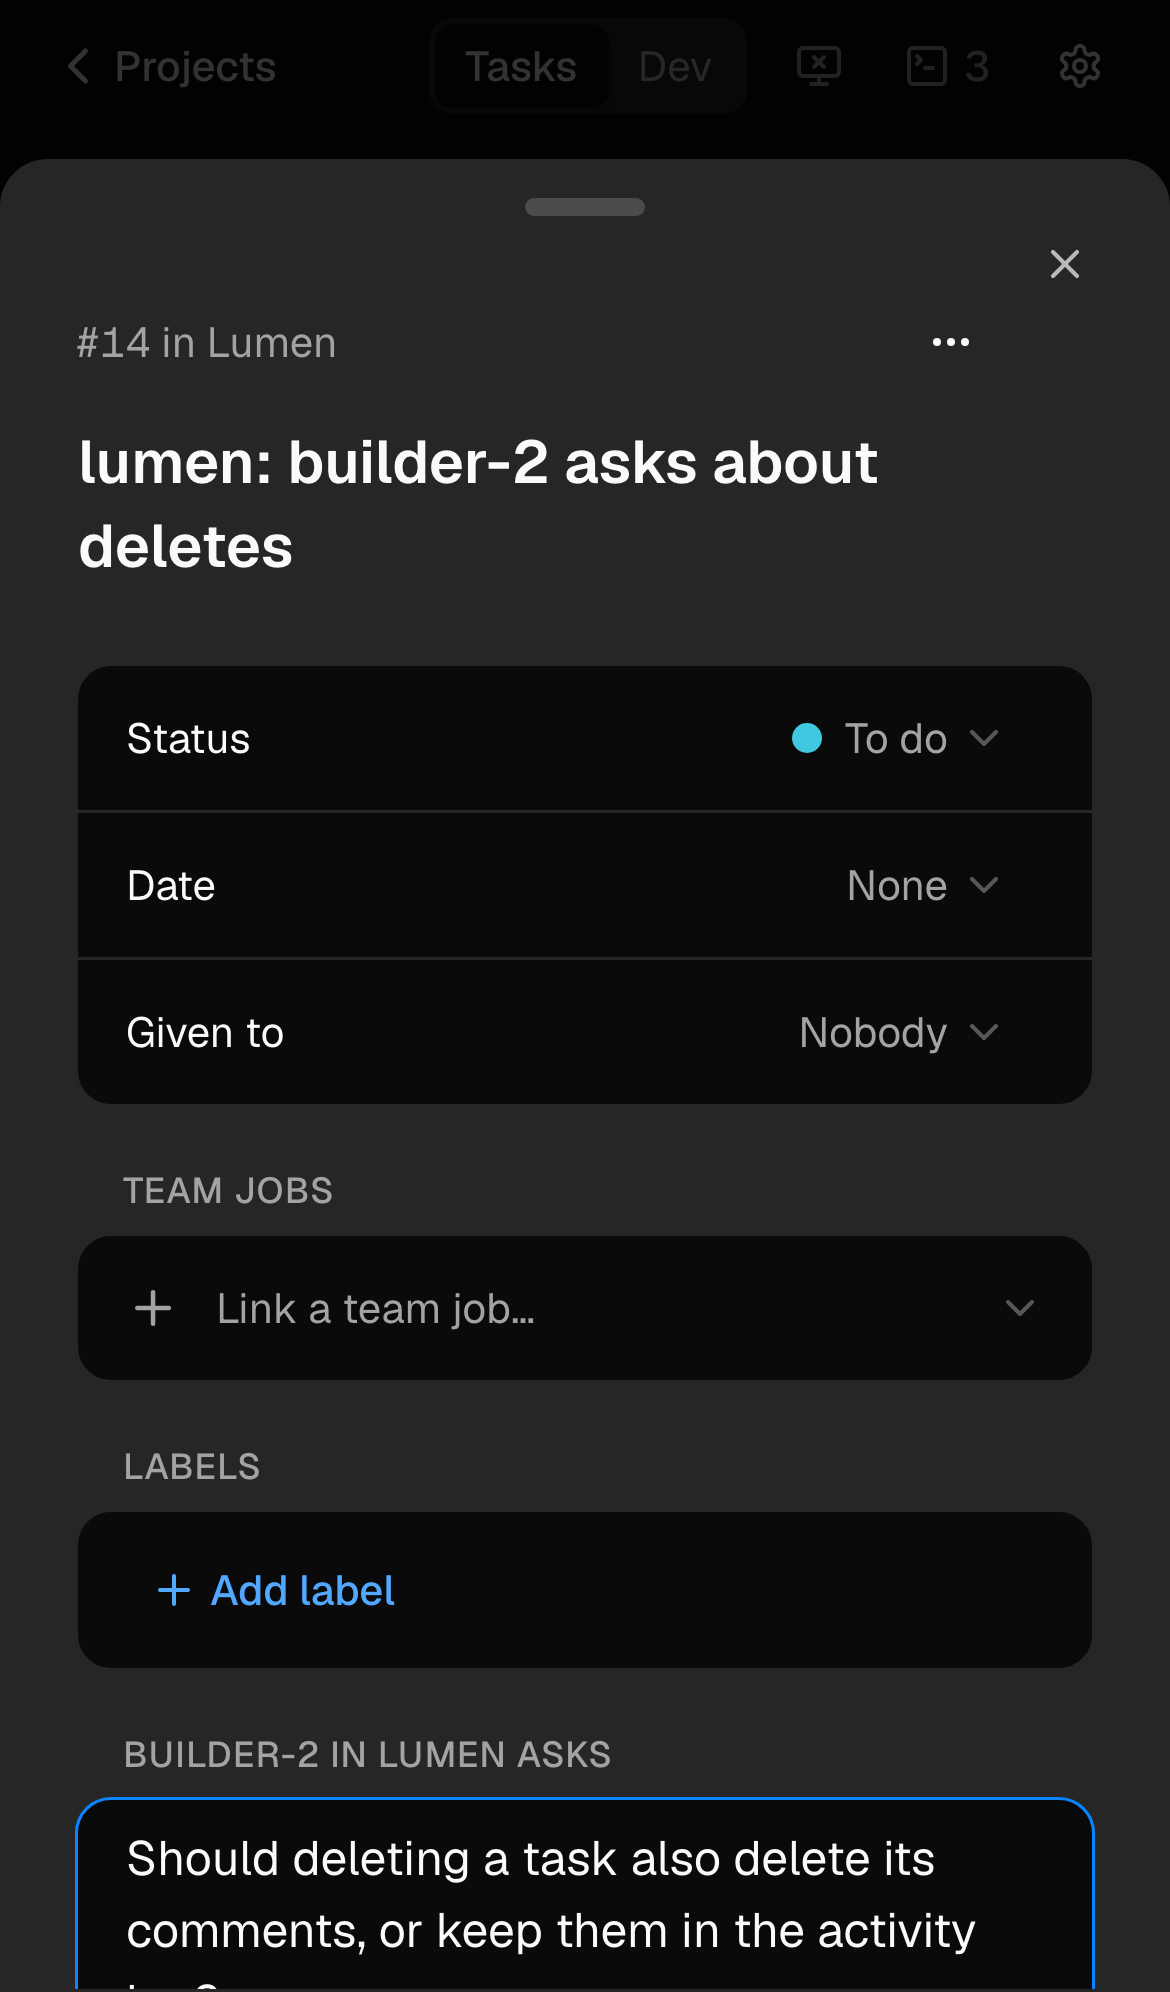 Projects
Tasks
Dev
3
#14 in Lumen
lumen: builder-2 asks about
deletes
Status
To do
Date
None
Given to
Nobody
TEAM JOBS
Link a team job...
LABELS
Add label
BUILDER-2 IN LUMEN ASKS
Should deleting a task also delete its
comments, or keep them in the activity